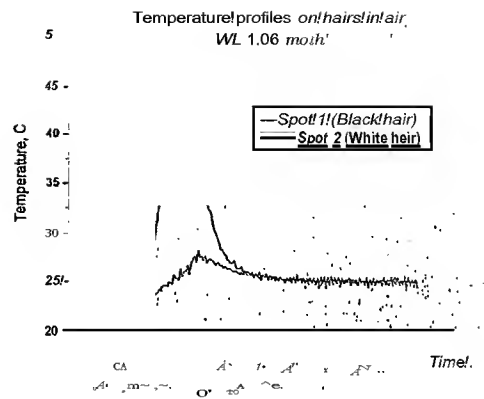 Temperature!profiles on!hairs!in!air
WL 1.06 moth'
5
45
40
35
30
25!-
20
Temperature, C
Spot!1!(Black!hair)
Spot 2 (White heir)
Time!.